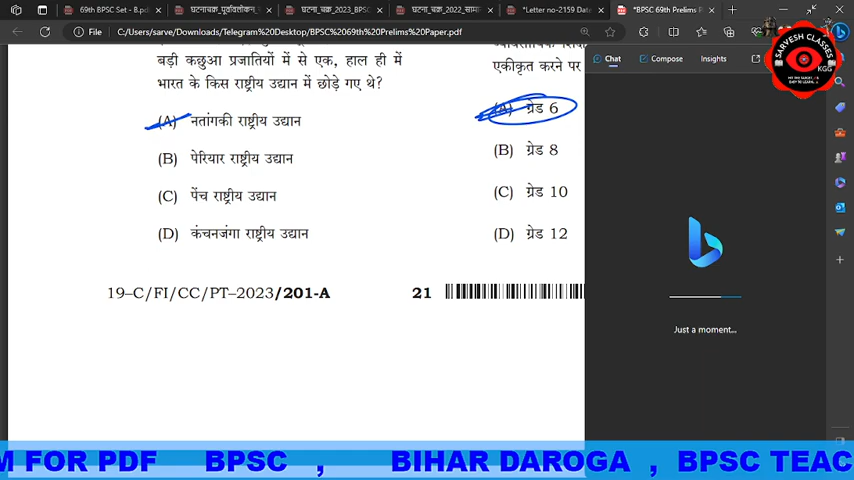 69th BPSC Set - B.pd
घटनाचक्र_पूर्वावलोकन
घटना_चक्र_2023_BPSC
घटना_चक्र_2022_सामा
*Letter no-2159 Date
*BPSC 69th Prelims P
File
C:/Users/sarve/Downloads/Telegram%20Desktop/BPSC%2069th%20Prelims%20Paper.pdf
SARVESH CLASSES
KGG
Chat
Compose
Insights
बड़ी कछुआ प्रजातियों में से एक, हाल ही में
भारत के किस राष्ट्रीय उद्यान में छोड़े गए थे?
(A) नतांगकी राष्ट्रीय उद्यान
(B) पेरियार राष्ट्रीय उद्यान
(C) पेंच राष्ट्रीय उद्यान
(D) कंचनजंगा राष्ट्रीय उद्यान
एकीकृत करने पर
(A) ग्रेड 6
(B) ग्रेड 8
(C) ग्रेड 10
(D) ग्रेड 12
19–C/FI/CC/PT–2023/201-A
21
Just a moment...
M FOR PDF BPSC , BIHAR DAROGA , BPSC TEAC